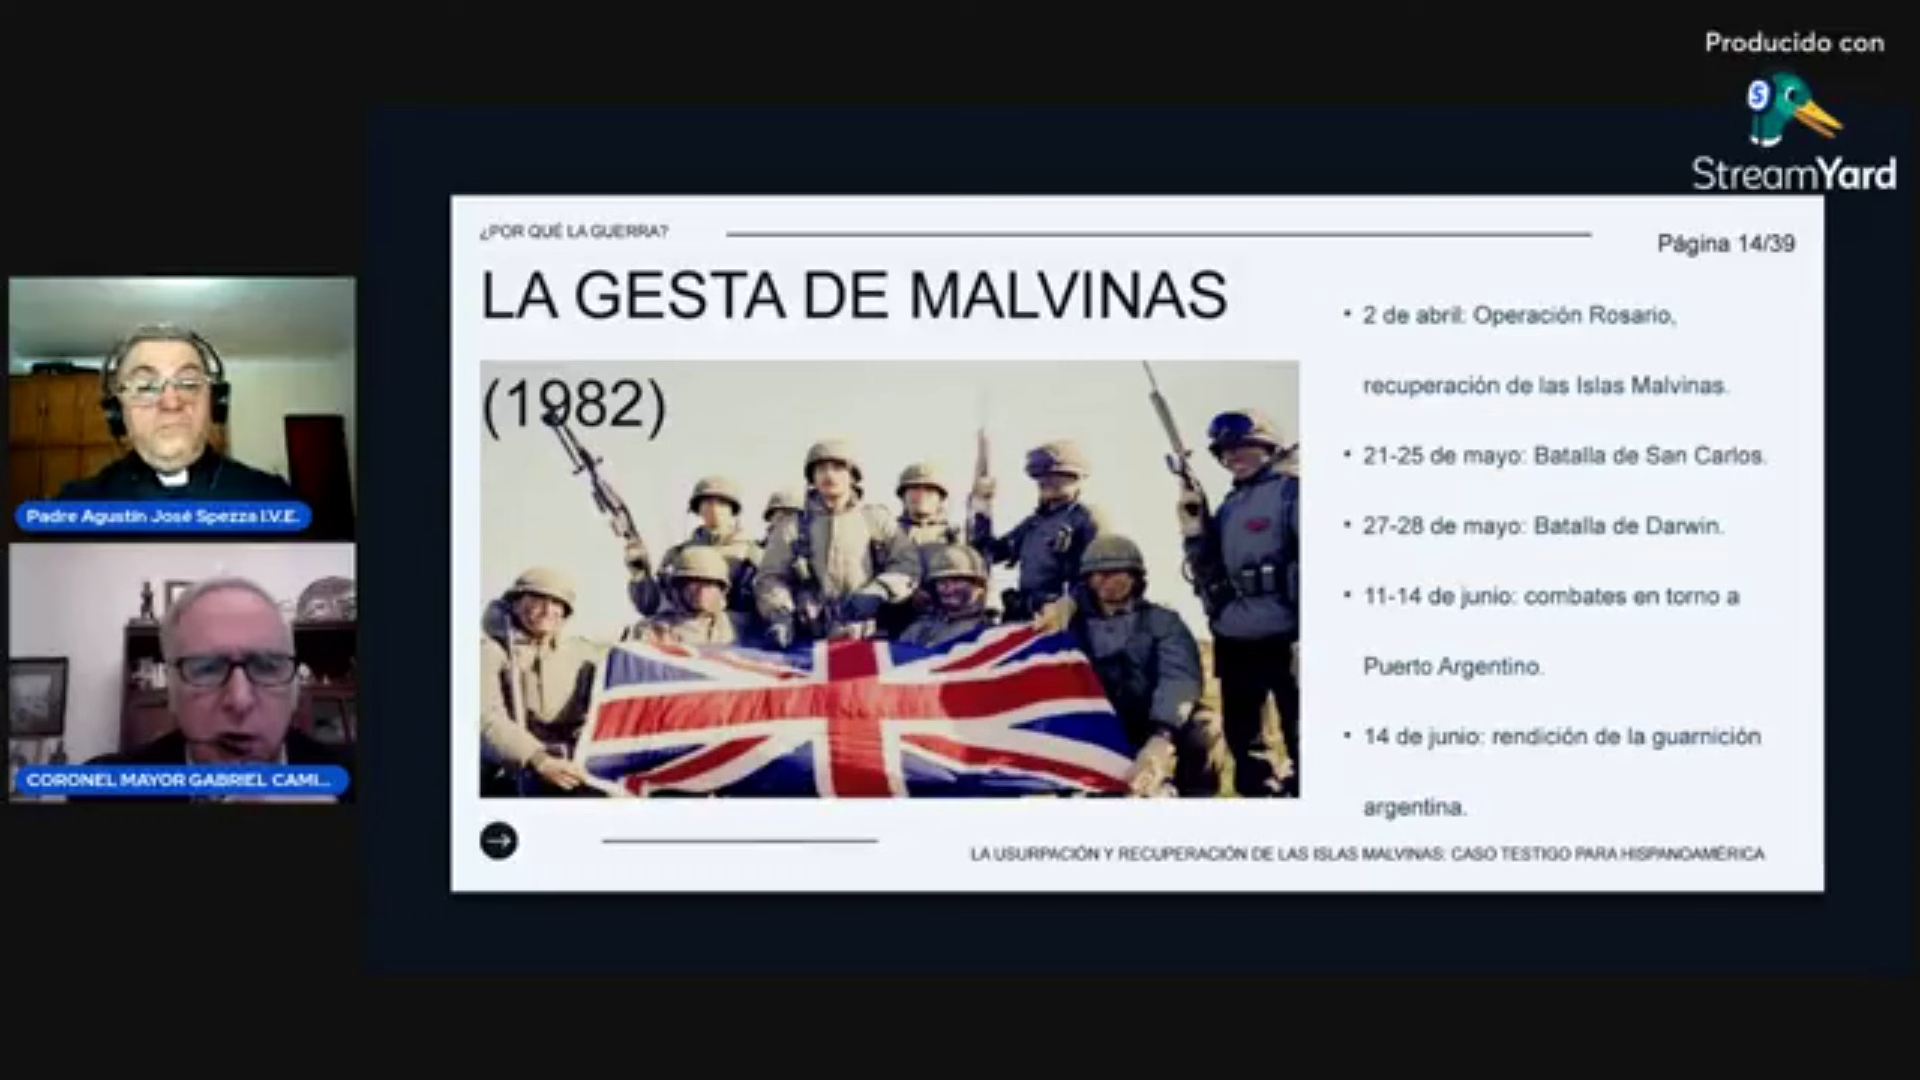 Producido con
StreamYard
¿POR QUÉ LA GUERRA?
Página 14/39
LA GESTA DE MALVINAS
(1982)
• 2 de abril: Operación Rosario,
recuperación de las Islas Malvinas.
• 21-25 de mayo: Batalla de San Carlos.
• 27-28 de mayo: Batalla de Darwin.
• 11-14 de junio: combates en torno a
Puerto Argentino.
• 14 de junio: rendición de la guarnición
argentina.
LA USURPACIÓN Y RECUPERACIÓN DE LAS ISLAS MALVINAS: CASO TESTIGO PARA HISPANOAMÉRICA
Padre Agustín José Spezza I.V.E.
CORONEL MAYOR GABRIEL CAMI...